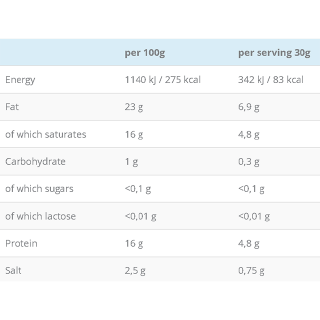 per 100g per serving 30g
Energy 1140 kJ / 275 kcal 342 kJ / 83 kcal
Fat 23 g 6,9 g
of which saturates 16 g 4,8 g
Carbohydrate 1 g 0,3 g
of which sugars <0,1 g <0,1 g
of which lactose <0,01 g <0,01 g
Protein 16 g 4,8 g
Salt 2,5 g 0,75 g